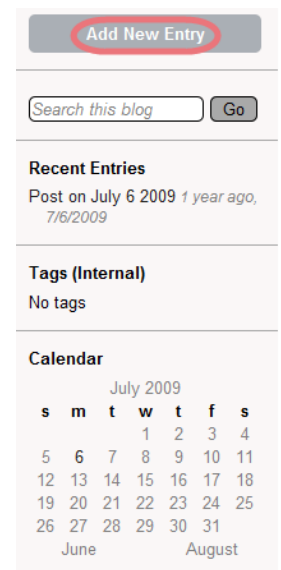 Add New Entry
Search this blog Go
Recent Entries
Post on July 6 2009 1 year ago,
7/6/2009
Tags (Internal)
No tags
Calendar
July 2009
s m t w t f s
1 2 3 4
5 6 7 8 9 10 11
12 13 14 15 16 17 18
19 20 21 22 23 24 25
26 27 28 29 30 31
June August